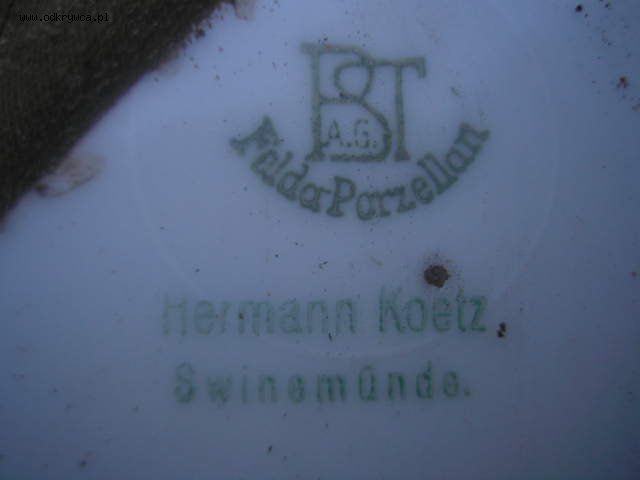 www.odkrywca.pl
BST
A.G.
Fulda Porzellan
Hermann Koetz
Swinemünde.